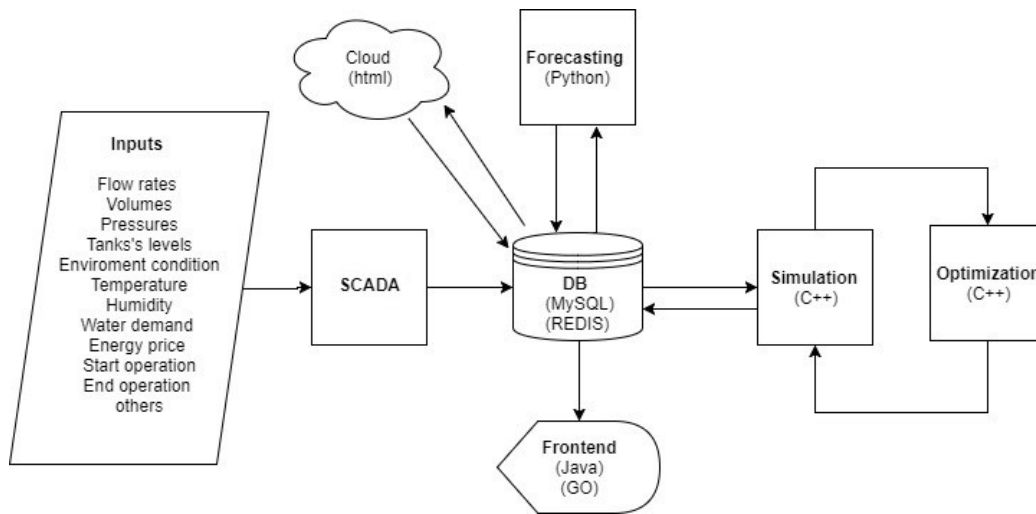 Inputs
Flow rates
Volumes
Pressures
Tanks's levels
Enviroment condition
Temperature
Humidity
Water demand
Energy price
Start operation
End operation
others
SCADA
Cloud
(html)
Forecasting
(Python)
DB
(MySQL)
(REDIS)
Frontend
(Java)
(GO)
Simulation
(C++)
Optimization
(C++)